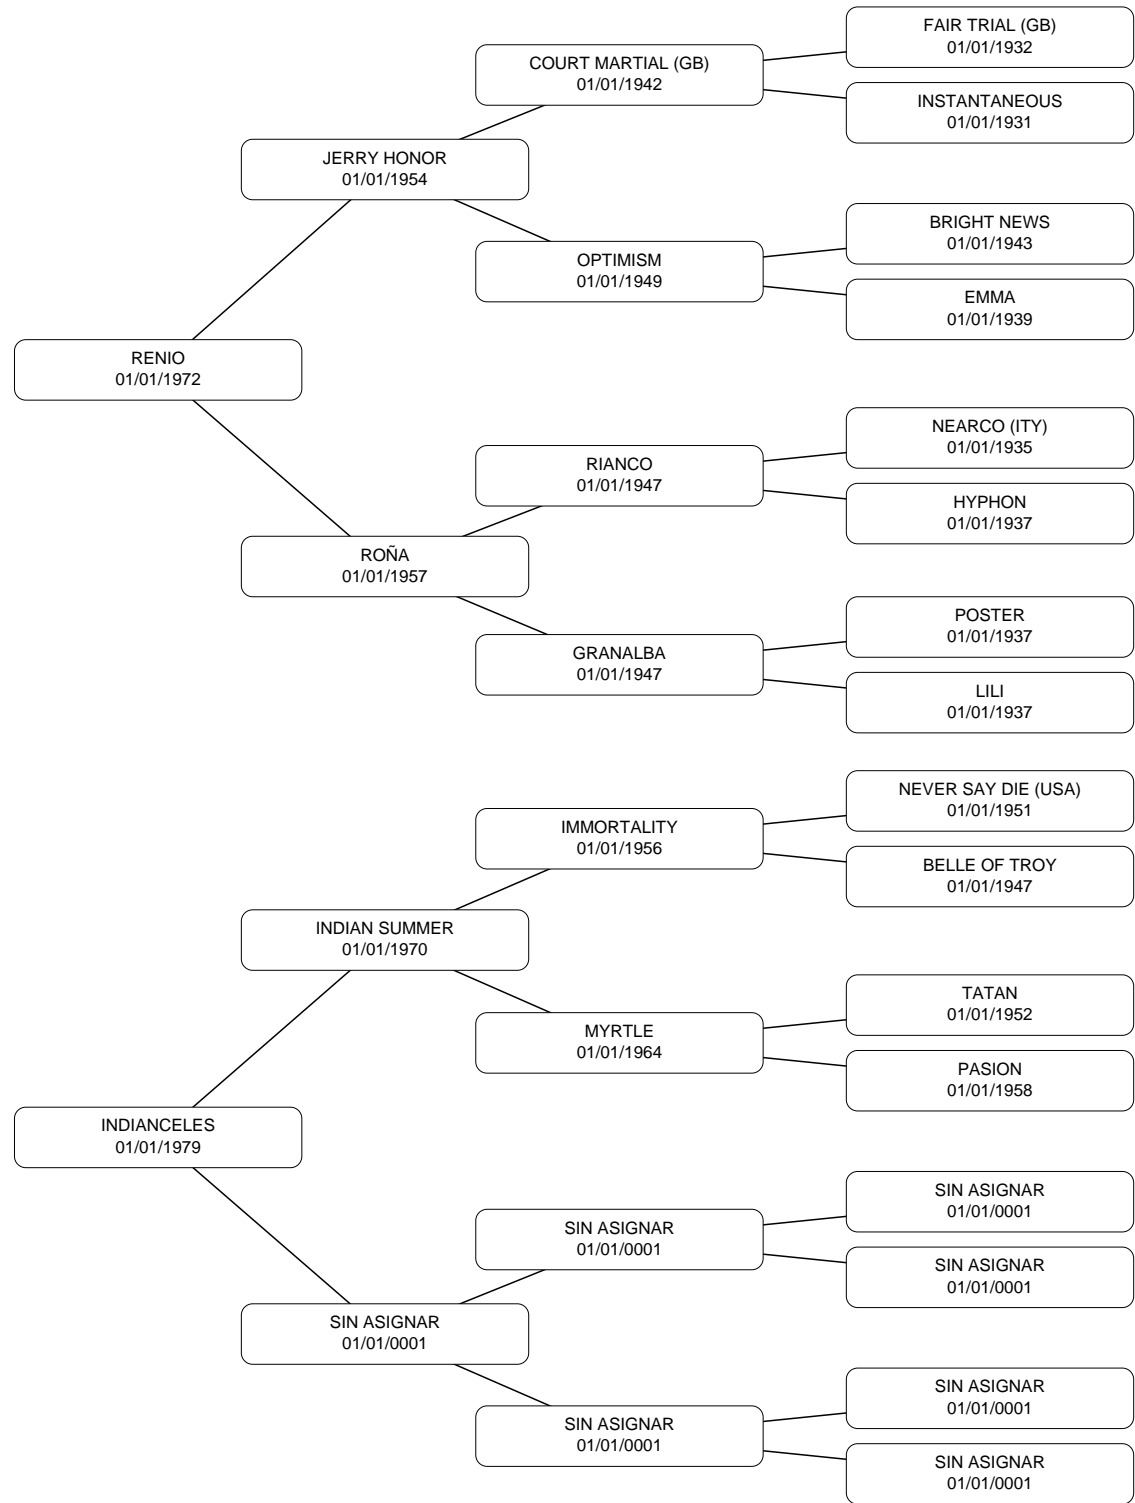 FAIR TRIAL (GB)
01/01/1932
COURT MARTIAL (GB)
01/01/1942
INSTANTANEOUS
01/01/1931
JERRY HONOR
01/01/1954
BRIGHT NEWS
01/01/1943
OPTIMISM
01/01/1949
EMMA
01/01/1939
RENIO
01/01/1972
NEARCO (ITY)
01/01/1935
RIANCO
01/01/1947
HYPHON
01/01/1937
ROÑA
01/01/1957
POSTER
01/01/1937
GRANALBA
01/01/1947
LILI
01/01/1937
NEVER SAY DIE (USA)
01/01/1951
IMMORTALITY
01/01/1956
BELLE OF TROY
01/01/1947
INDIAN SUMMER
01/01/1970
TATAN
01/01/1952
MYRTLE
01/01/1964
PASION
01/01/1958
INDIANCELES
01/01/1979
SIN ASIGNAR
01/01/0001
SIN ASIGNAR
01/01/0001
SIN ASIGNAR
01/01/0001
SIN ASIGNAR
01/01/0001
SIN ASIGNAR
01/01/0001
SIN ASIGNAR
01/01/0001
SIN ASIGNAR
01/01/0001